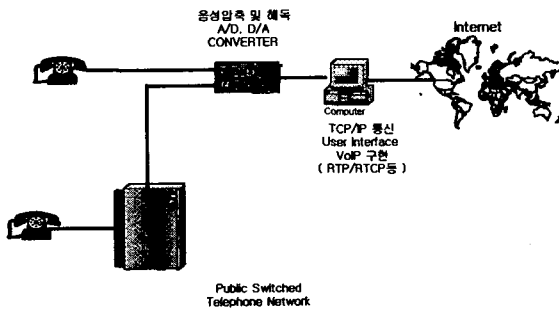 음성압축 및 해독
A/D, D/A
CONVERTER
Internet
Computer
TCP/IP 통신
User Interface
VoIP 구현
( RTP/RTCP등 )
Public Switched
Telephone Network